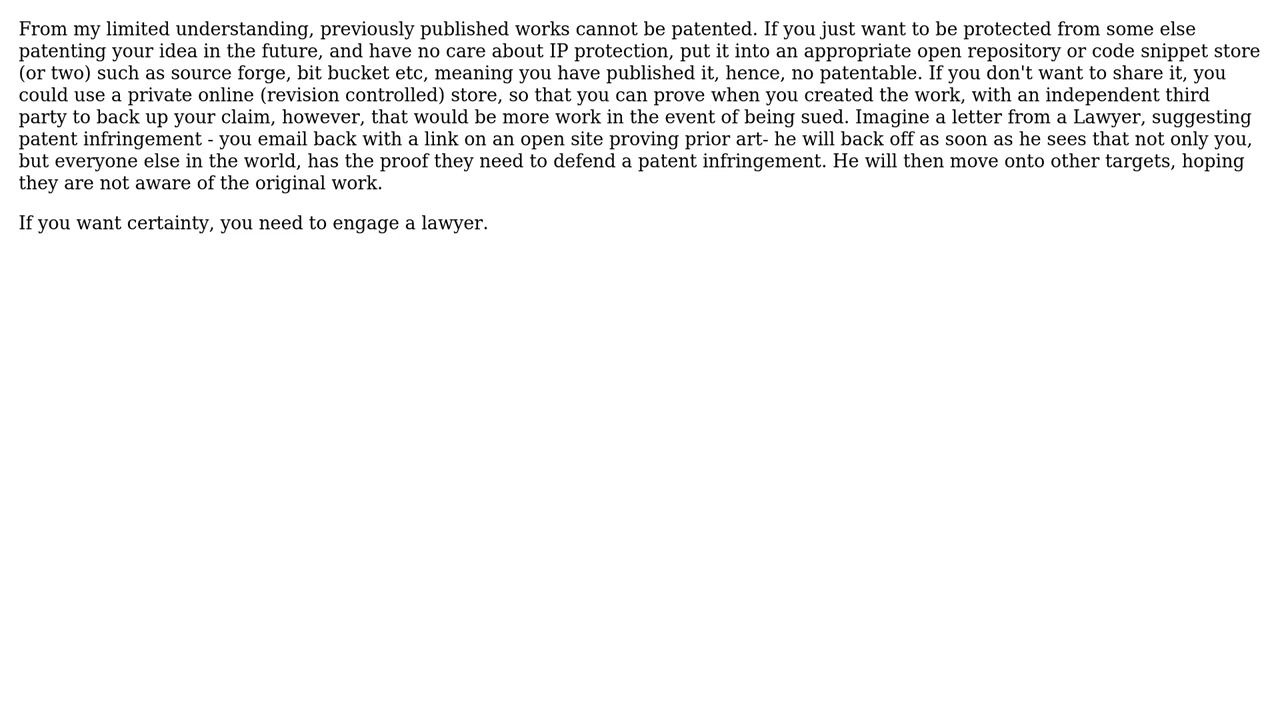 From my limited understanding, previously published works cannot be patented. If you just want to be protected from some else
patenting your idea in the future, and have no care about IP protection, put it into an appropriate open repository or code snippet store
(or two) such as source forge, bit bucket etc, meaning you have published it, hence, no patentable. If you don't want to share it, you
could use a private online (revision controlled) store, so that you can prove when you created the work, with an independent third
party to back up your claim, however, that would be more work in the event of being sued. Imagine a letter from a Lawyer, suggesting
patent infringement - you email back with a link on an open site proving prior art- he will back off as soon as he sees that not only you,
but everyone else in the world, has the proof they need to defend a patent infringement. He will then move onto other targets, hoping
they are not aware of the original work.
If you want certainty, you need to engage a lawyer.